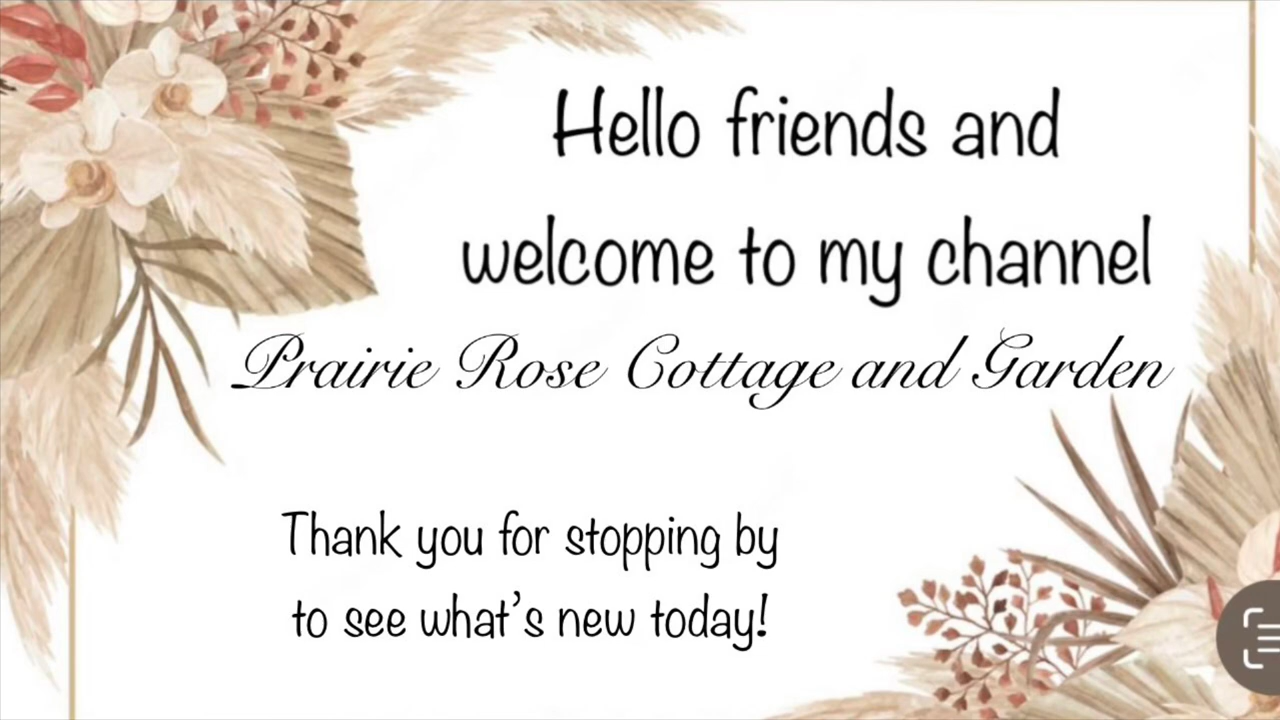 Hello friends and
welcome to my channel
Prairie Rose Cottage and Garden
Thank you for stopping by
to see what's new today!